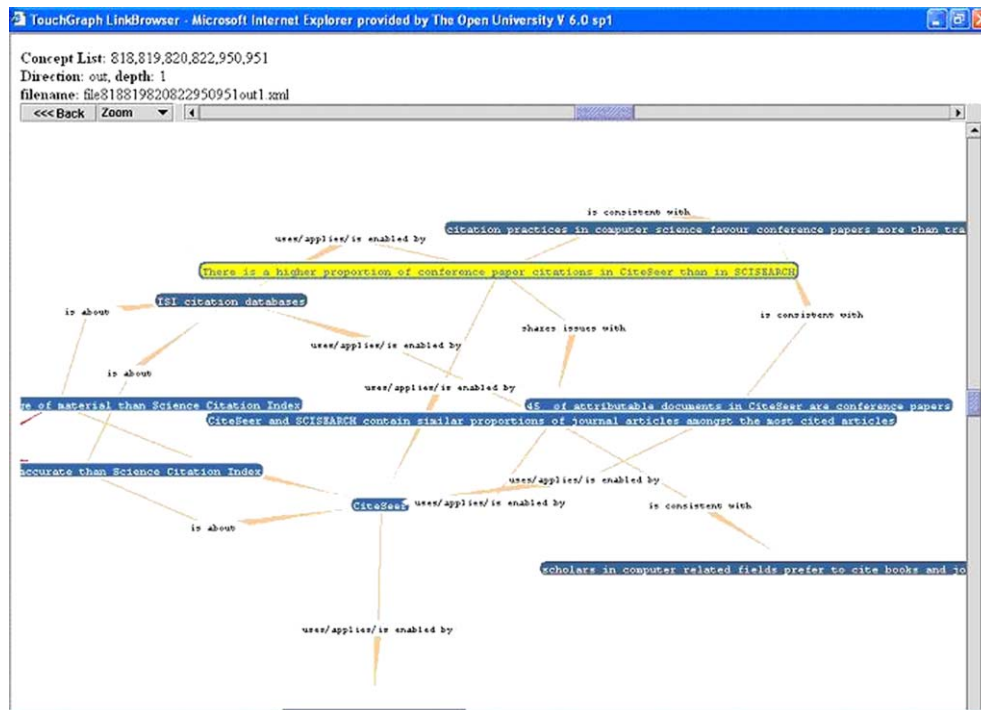 TouchGraph LinkBrowser - Microsoft Internet Explorer provided by The Open University V 6.0 sp1
Concept List: 818,819,820,822,950,951
Direction: out, depth: 1
filename: file818819820822950951out1.xml
<<< Back Zoom
is consistent with
citation practices in computer science favour conference papers more than tra
uses/applies/is enabled by
There is a higher proportion of conference paper citations in CiteSeer than in SCISEARCH
ISI citation databases
is about
is consistent with
shares issues with
uses/applies/is enabled by
is about
uses/applies/is enabled by
ge of material than Science Citation Index
45 of attributable documents in CiteSeer are conference papers
CiteSeer and SCISEARCH contain similar proportions of journal articles amongst the most cited articles
accurate than Science Citation Index
uses/applies/is enabled by
CiteSeer
uses/applies/is enabled by
is consistent with
is about
scholars in computer related fields prefer to cite books and jo
uses/applies/is enabled by